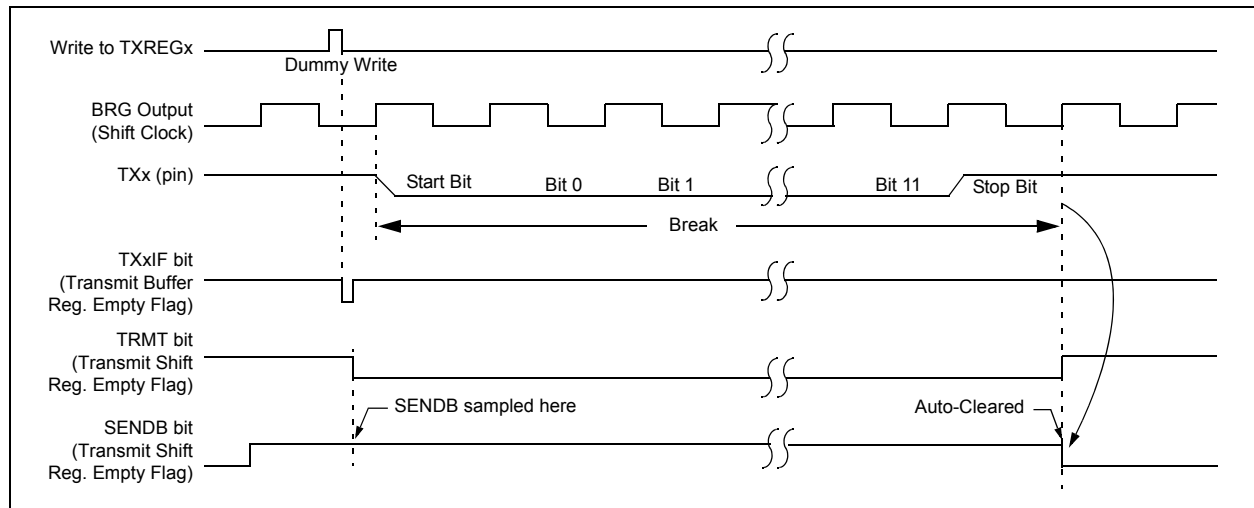 Write to TXREGx
Dummy Write
BRG Output
(Shift Clock)
TXx (pin)
Start Bit
Bit 0
Bit 1
Bit 11
Stop Bit
Break
TXxIF bit
(Transmit Buffer
Reg. Empty Flag)
TRMT bit
(Transmit Shift
Reg. Empty Flag)
SENDB sampled here
Auto-Cleared
SENDB bit
(Transmit Shift
Reg. Empty Flag)